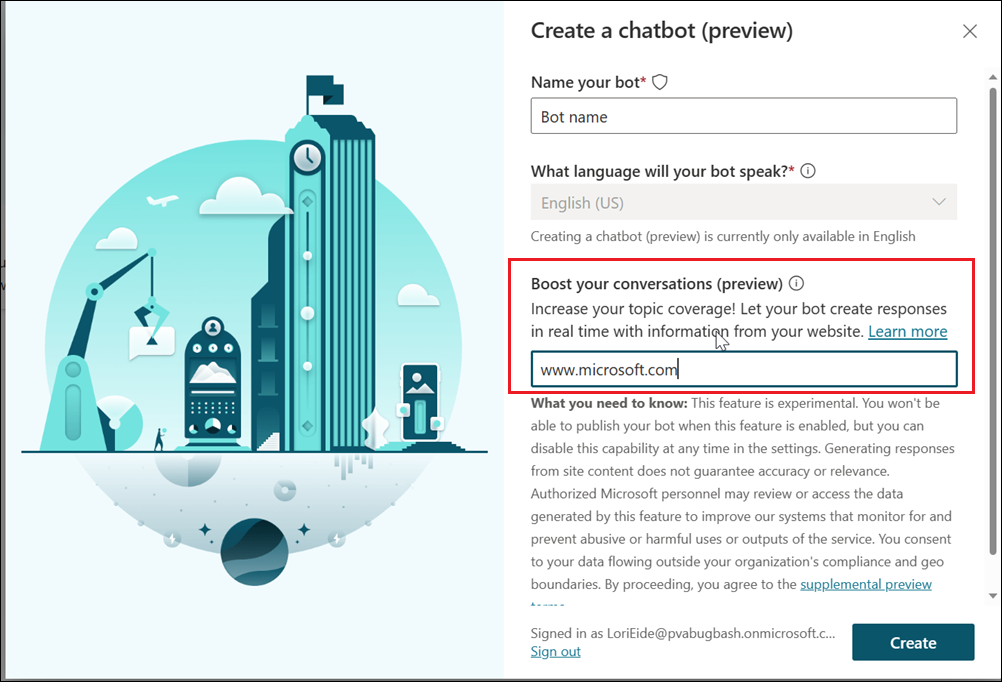 Create a chatbot (preview)
Name your bot*
Bot name
What language will your bot speak?*
English (US)
Creating a chatbot (preview) is currently only available in English
Boost your conversations (preview)
Increase your topic coverage! Let your bot create responses
in real time with information from your website. Learn more
www.microsoft.com
What you need to know: This feature is experimental. You won't be
able to publish your bot when this feature is enabled, but you can
disable this capability at any time in the settings. Generating responses
from site content does not guarantee accuracy or relevance.
Authorized Microsoft personnel may review or access the data
generated by this feature to improve our systems that monitor for and
prevent abusive or harmful uses or outputs of the service. You consent
to your data flowing outside your organization's compliance and geo
boundaries. By proceeding, you agree to the supplemental preview
Signed in as LoriEide@pvabugbash.onmicrosoft.c...
Sign out
Create